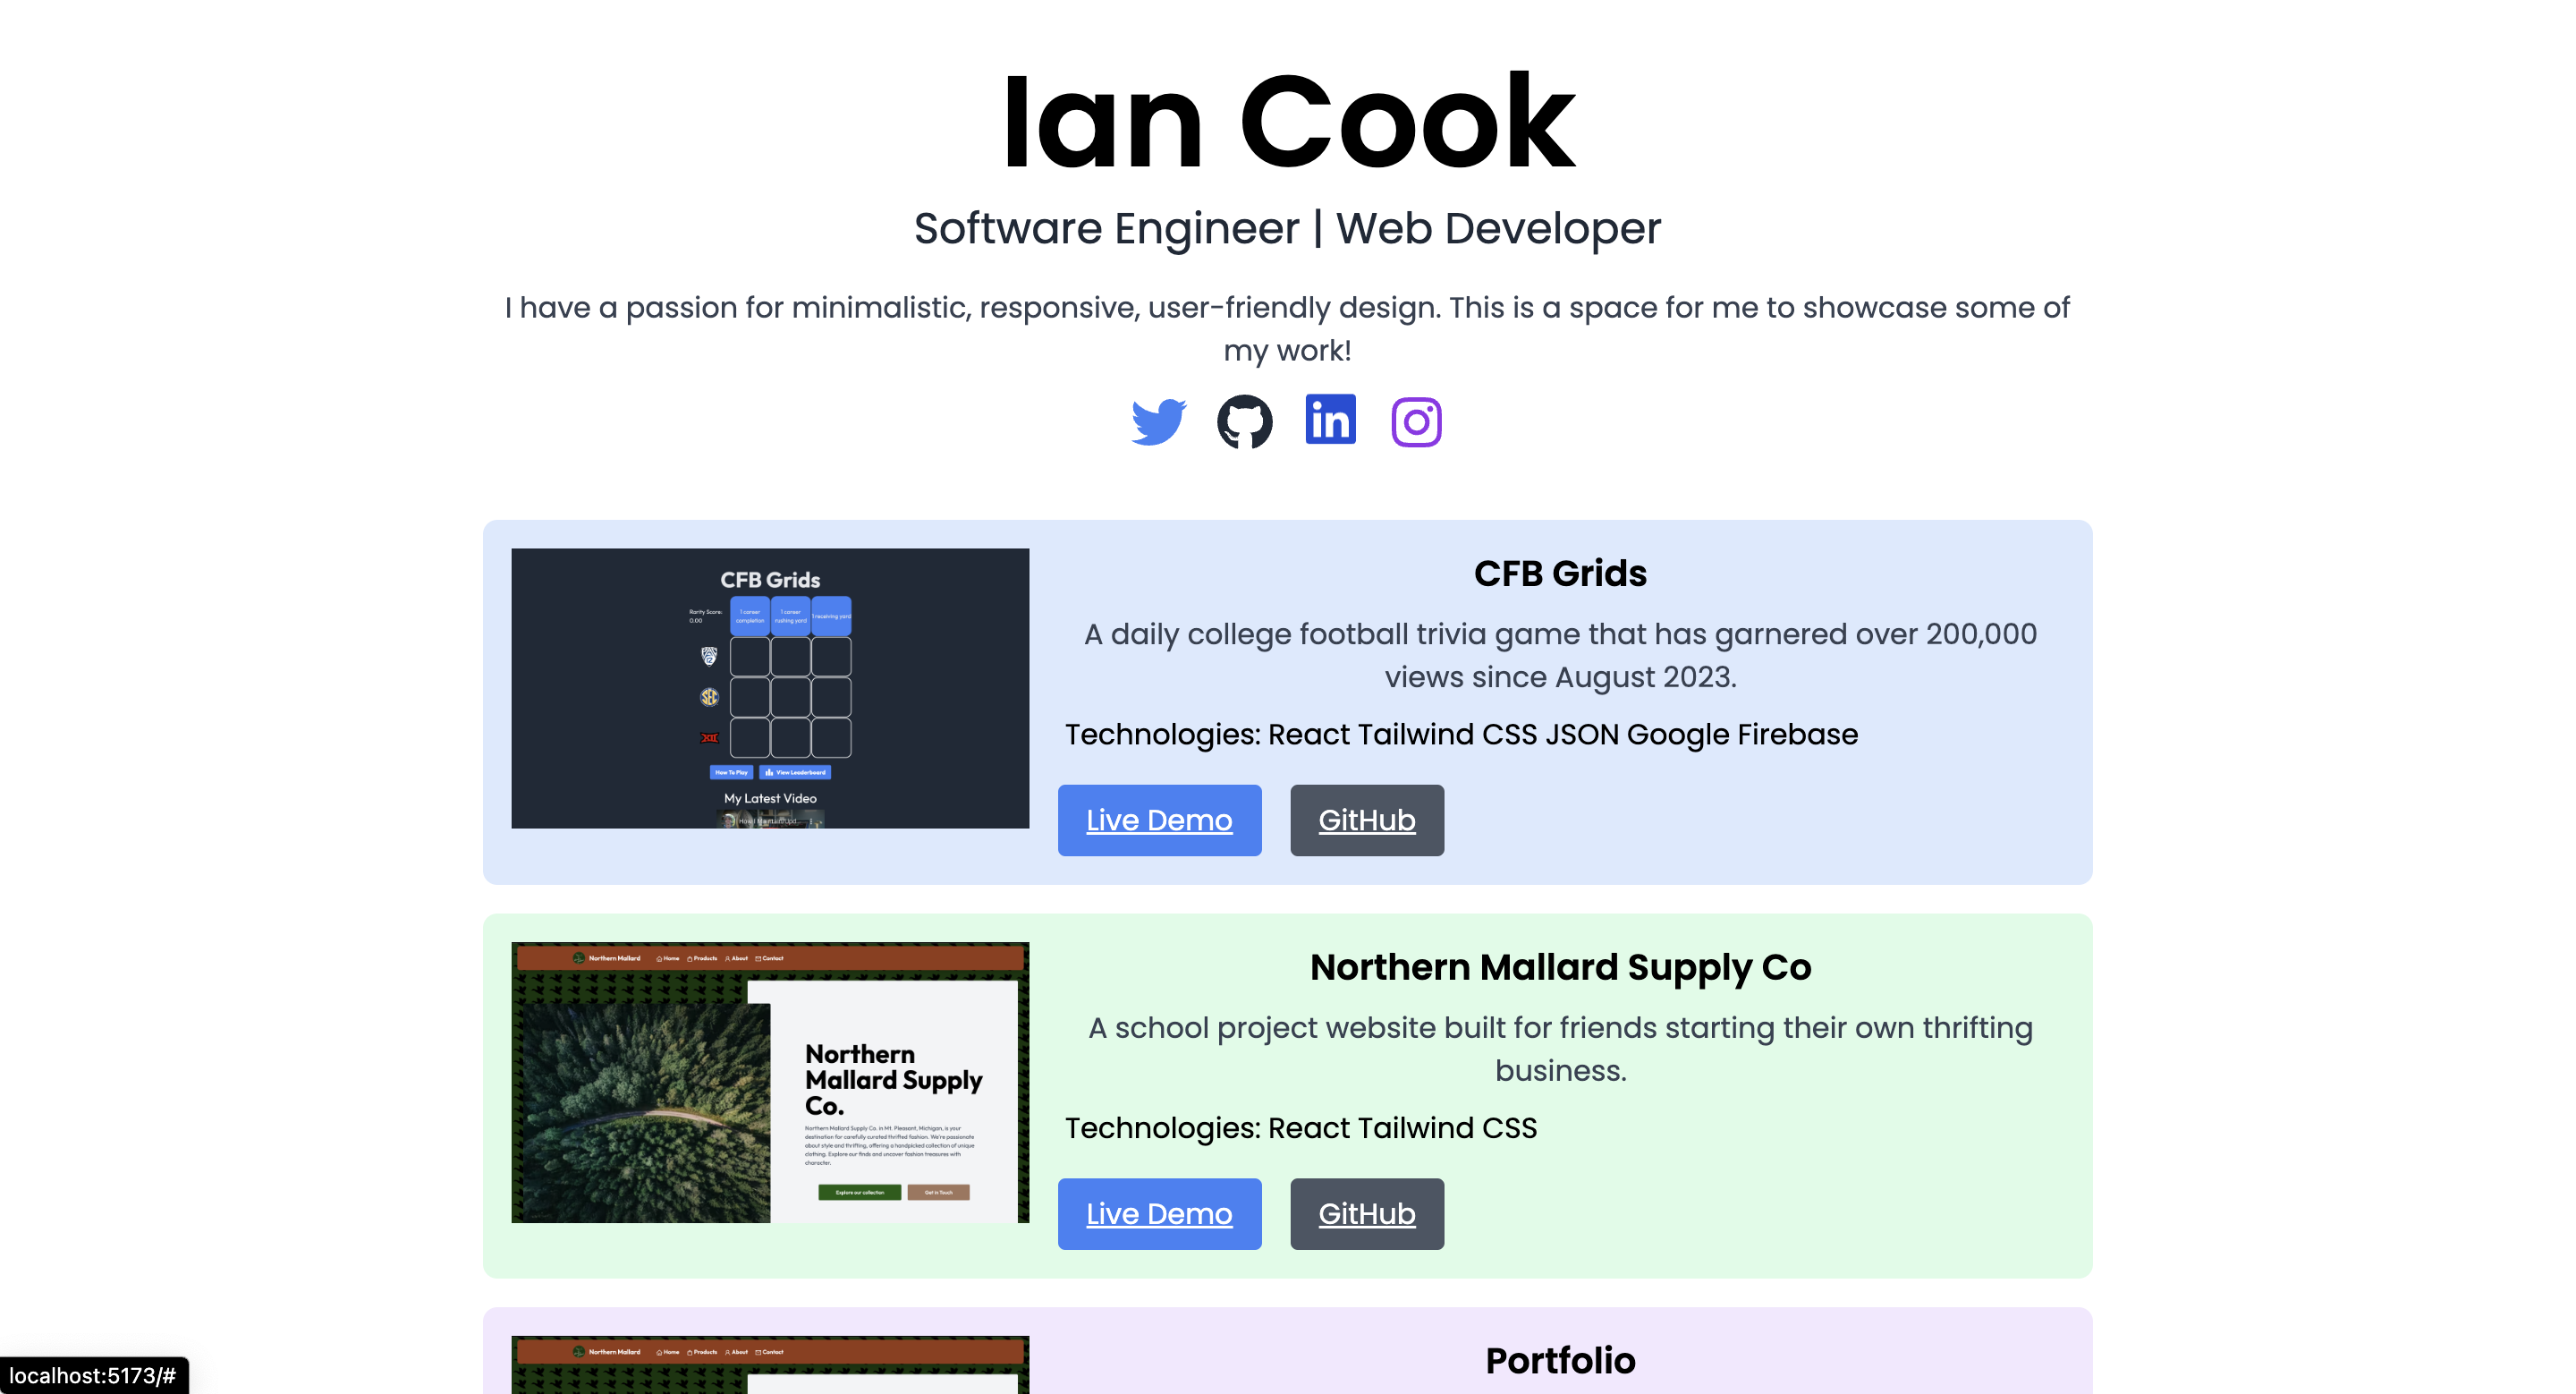 Ian Cook
Software Engineer | Web Developer
I have a passion for minimalistic, responsive, user-friendly design. This is a space for me to showcase some of
my work!
in
CFB Grids
Rarity Score:
0.00
1 career
completion
1 career
rushing yard
1 receiving yard
SEC
XII
How To Play
View Leaderboard
My Latest Video
CFB Grids
A daily college football trivia game that has garnered over 200,000
views since August 2023.
Technologies: React Tailwind CSS JSON Google Firebase
Live Demo
GitHub
Northern Mallard
Home
Products
About
Contact
Northern
Mallard Supply
Co.
Northern Mallard Supply Co. in Mt. Pleasant, Michigan, is your
destination for carefully curated thrifted fashion. We're passionate
about style and thrifting, offering a handpicked collection of unique
clothing. Explore our finds and uncover fashion treasures with
character.
Explore our collection
Get in Touch
Northern Mallard Supply Co
A school project website built for friends starting their own thrifting
business.
Technologies: React Tailwind CSS
Live Demo
GitHub
Northern Mallard
Home
Products
About
Contact
Portfolio
localhost:5173/#